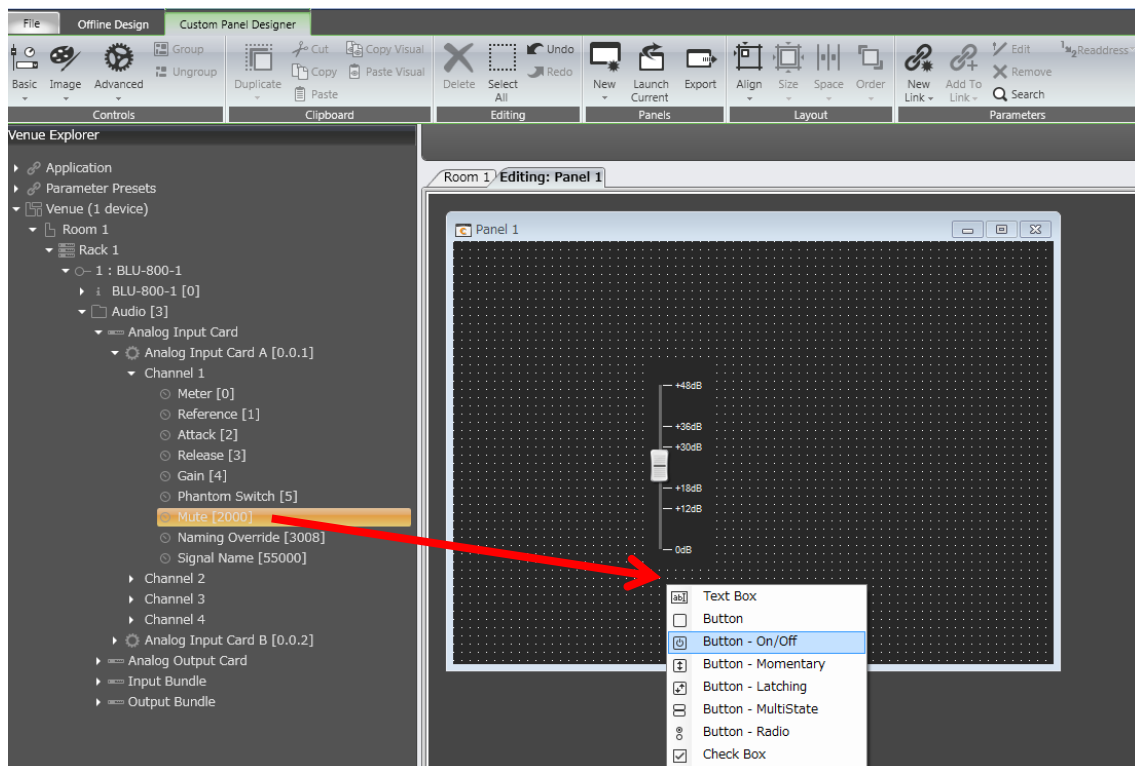 File Offline Design Custom Panel Designer
Group Cut Copy Visual Undo Edit 1x2Readdress
Ungroup Copy Paste Visual Redo Remove
Basic Image Advanced Duplicate Paste Delete Select All New Launch Current Export Align Size Space Order New Link Add To Link Search
Controls Clipboard Editing Panels Layout Parameters
Venue Explorer
Application
Parameter Presets
Venue (1 device)
Room 1
Rack 1
1 : BLU-800-1
BLU-800-1 [0]
Audio [3]
Analog Input Card
Analog Input Card A [0.0.1]
Channel 1
Meter [0]
Reference [1]
Attack [2]
Release [3]
Gain [4]
Phantom Switch [5]
Mute [2000]
Naming Override [3008]
Signal Name [55000]
Channel 2
Channel 3
Channel 4
Analog Input Card B [0.0.2]
Analog Output Card
Input Bundle
Output Bundle
Room 1 Editing: Panel 1
Panel 1
+48dB
+36dB
+30dB
+18dB
+12dB
0dB
Text Box
Button
Button - On/Off
Button - Momentary
Button - Latching
Button - MultiState
Button - Radio
Check Box